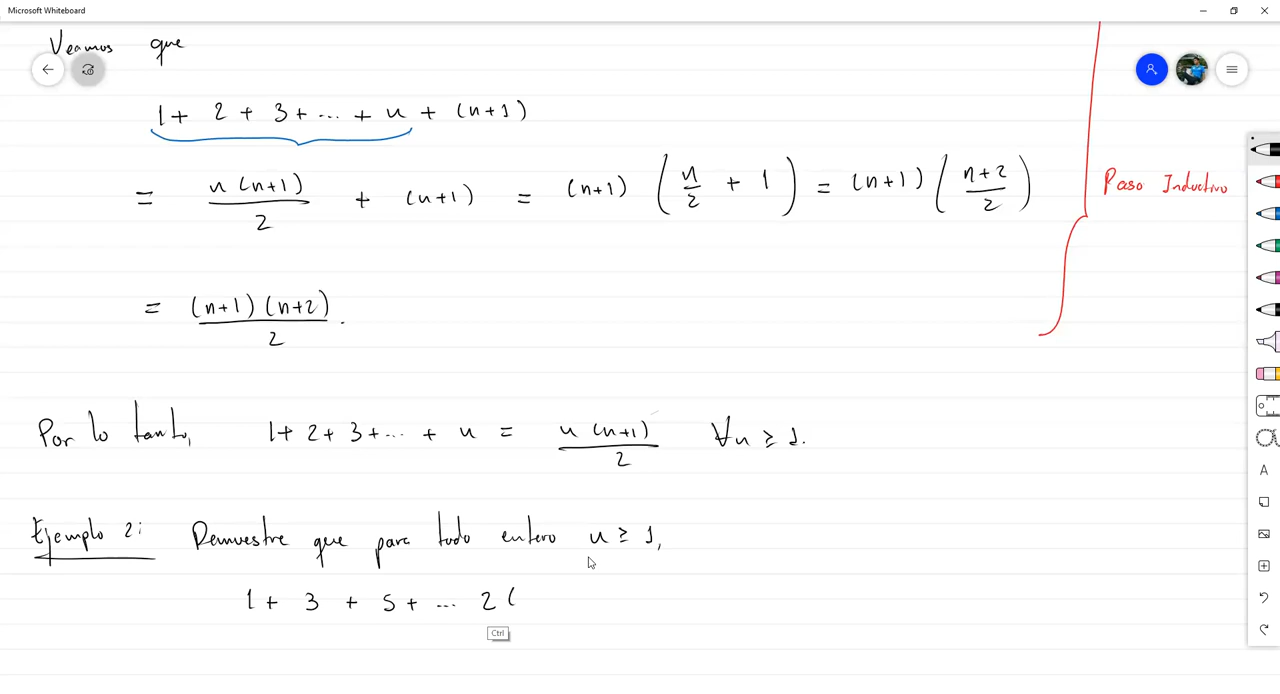 Microsoft Whiteboard
Veamos que
1 + 2 + 3 + ... + n + (n+1)
= n(n+1)/2 + (n+1) = (n+1) (n/2 + 1) = (n+1) (n+2/2)
Paso Inductivo
= (n+1)(n+2)/2 .
Por lo tanto, 1 + 2 + 3 + ... + n = n(n+1)/2 ∀n ≥ 1.
Ejemplo 2: Demuestre que para todo entero n ≥ 1,
1 + 3 + 5 + ... 2 (
Ctrl
A